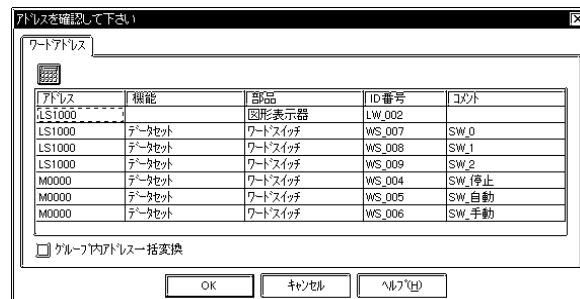 アドレスを確認して下さい
ワードアドレス
アドレス 機能 部品 ID番号 コメント
LS1000 図形表示器 LW_002
LS1000 データセット ワードスイッチ WS_007 SW_0
LS1000 データセット ワードスイッチ WS_008 SW_1
LS1000 データセット ワードスイッチ WS_009 SW_2
M0000 データセット ワードスイッチ WS_004 SW_停止
M0000 データセット ワードスイッチ WS_005 SW_自動
M0000 データセット ワードスイッチ WS_006 SW_手動
グループ内アドレス一括変換
OK キャンセル ヘルプ(H)